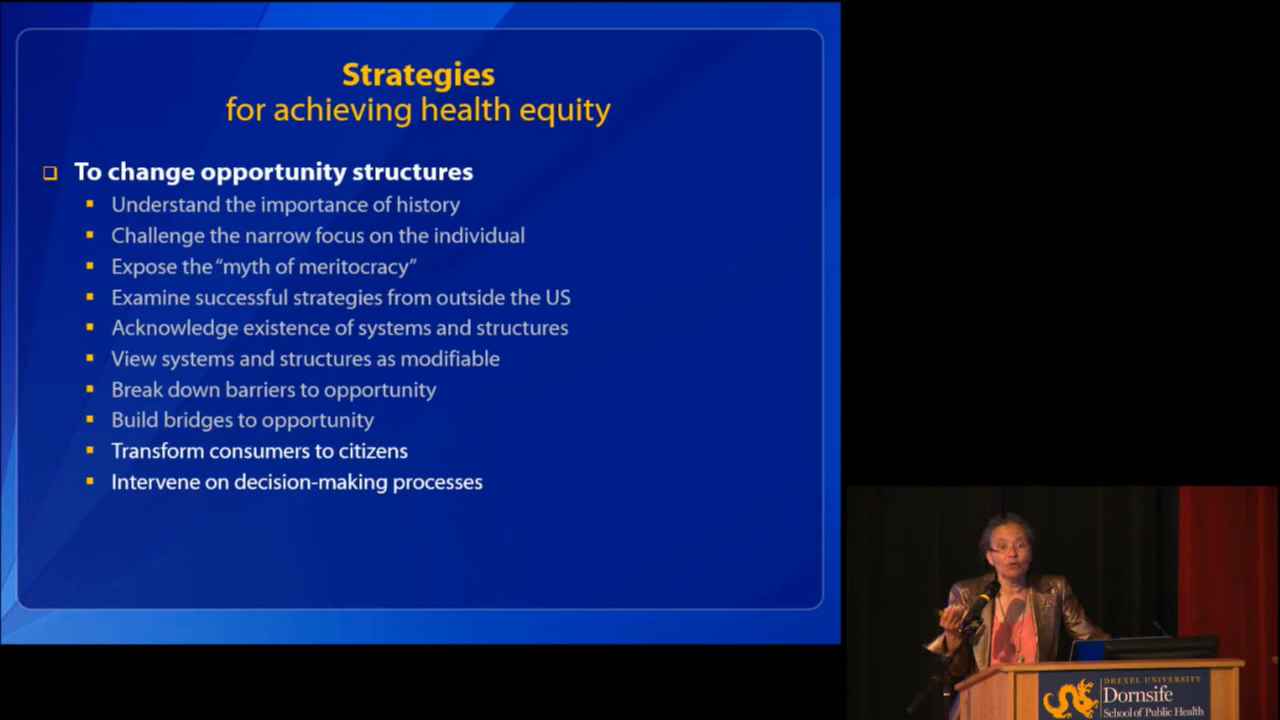 Strategies
for achieving health equity
To change opportunity structures
Understand the importance of history
Challenge the narrow focus on the individual
Expose the “myth of meritocracy”
Examine successful strategies from outside the US
Acknowledge existence of systems and structures
View systems and structures as modifiable
Break down barriers to opportunity
Build bridges to opportunity
Transform consumers to citizens
Intervene on decision-making processes
DREXEL UNIVERSITY
Dornsife
School of Public Health